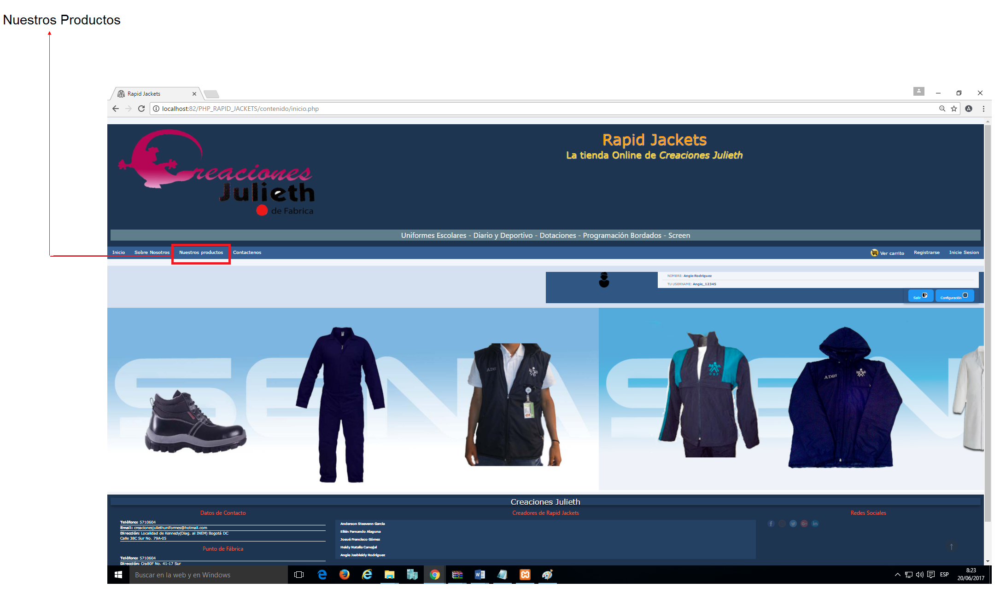 Nuestros Productos
Rapid Jackets
localhost:82/PHP_RAPID_JACKETS/contenido/inicio.php
Creaciones
Julieth
de Fabrica
Rapid Jackets
La tienda Online de Creaciones Julieth
Uniformes Escolares - Diario y Deportivo - Dotaciones - Programación Bordados - Screen
Inicio Sobre Nosotros Nuestros productos Contactenos Ver carrito Registrarse Inicie Sesion
NOMBRE: Angie Rodriguez
TU USERNAME: Angie_12345
Salir Configuración
SENA SEN
ADSI SENA
Creaciones Julieth
Datos de Contacto
Teléfono: 5710604
Email: creacionesjuliethuniformes@hotmail.com
Dirección: Localidad de Kennedy(Diag. al INEM) Bogotá DC
Calle 38C Sur No. 79A-05
Punto de Fábrica
Teléfono: 5710604
Dirección: Cra80F No. 41-17 Sur
Creadores de Rapid Jackets
Anderson Steevenn Garcia
Elkin Fernando Alaguna
Josué Francisco Gómez
Heidy Natalia Carvajal
Angie Jasbleidy Rodríguez
Redes Sociales
Buscar en la web y en Windows
ESP
8:23
20/06/2017